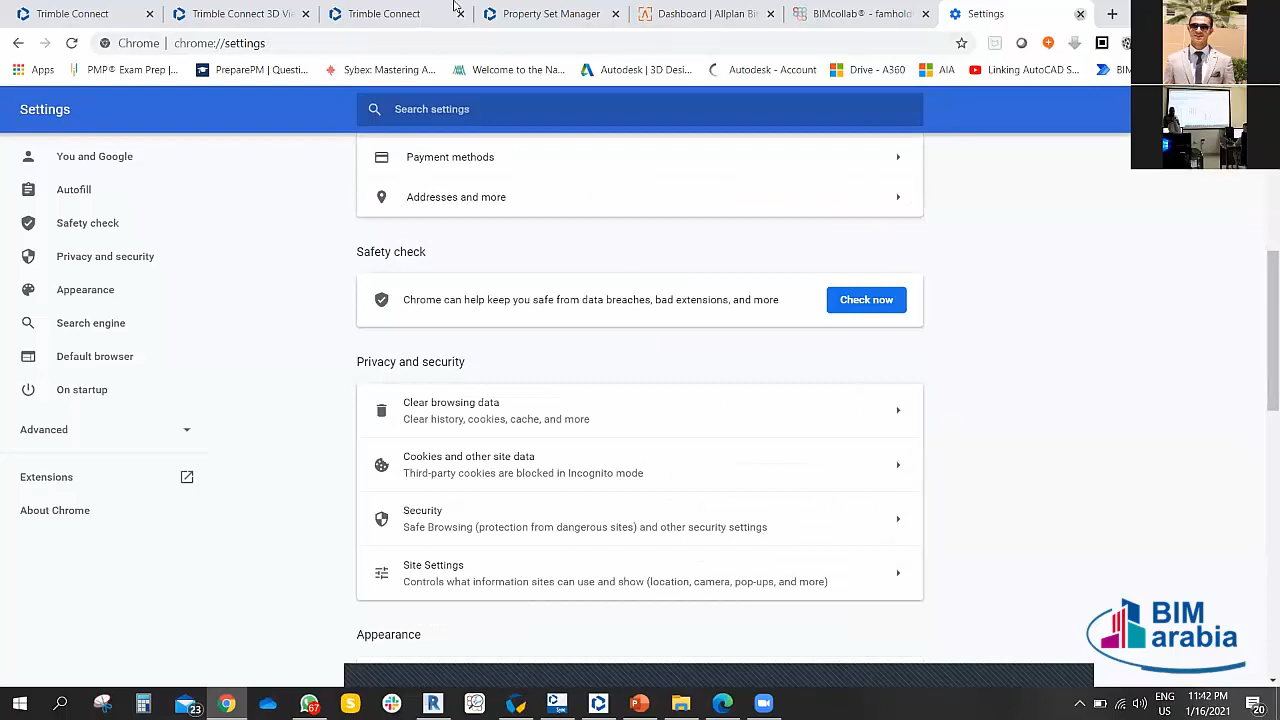 Trimble Connect
Trimble Connect 3D Vi
Trimble Connect
Property Set Manager
Dashboard | Allplan Bi
Settings
Chrome | chrome://settings
Apps
PMP® Exam Prep |
PreparePM | Questi
Sybex: Mastering
Welcome to the Na
Autodesk | 3D Desi
Autodesk - Account
Drive - A360
AIA
Linking AutoCAD S
BIM
Settings
Search settings
You and Google
Autofill
Safety check
Privacy and security
Appearance
Search engine
Default browser
On startup
Advanced
Extensions
About Chrome
Payment methods
Addresses and more
Safety check
Chrome can help keep you safe from data breaches, bad extensions, and more
Check now
Privacy and security
Clear browsing data
Clear history, cookies, cache, and more
Cookies and other site data
Third-party cookies are blocked in Incognito mode
Security
Safe Browsing (protection from dangerous sites) and other security settings
Site Settings
Controls what information sites can use and show (location, camera, pop-ups, and more)
Appearance
BIM
arabia
23
67
ENG
US
11:42 PM
1/16/2021
20